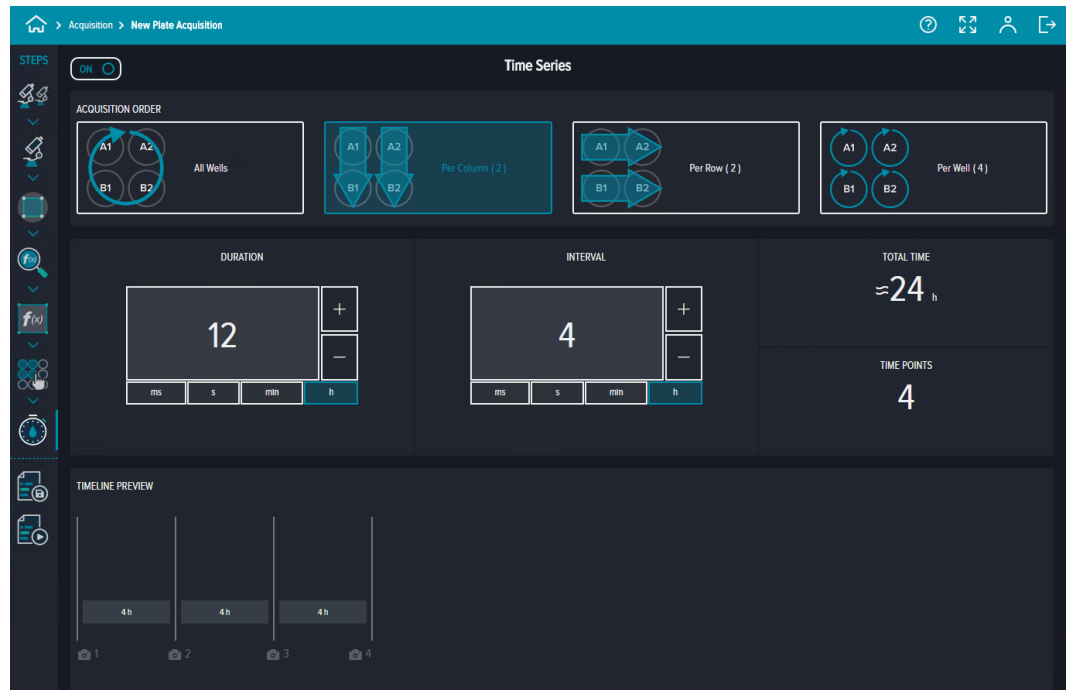 > Acquisition > New Plate Acquisition
STEPS
ON
Time Series
ACQUISITION ORDER
A1 A2
B1 B2
All Wells
A1 A2
B1 B2
Per Column ( 2 )
A1 A2
B1 B2
Per Row ( 2 )
A1 A2
B1 B2
Per Well ( 4 )
f(x)
f(x)
DURATION
12
+
−
ms s min h
INTERVAL
4
+
−
ms s min h
TOTAL TIME
≈24 h
TIME POINTS
4
TIMELINE PREVIEW
4 h 4 h 4 h
1 2 3 4